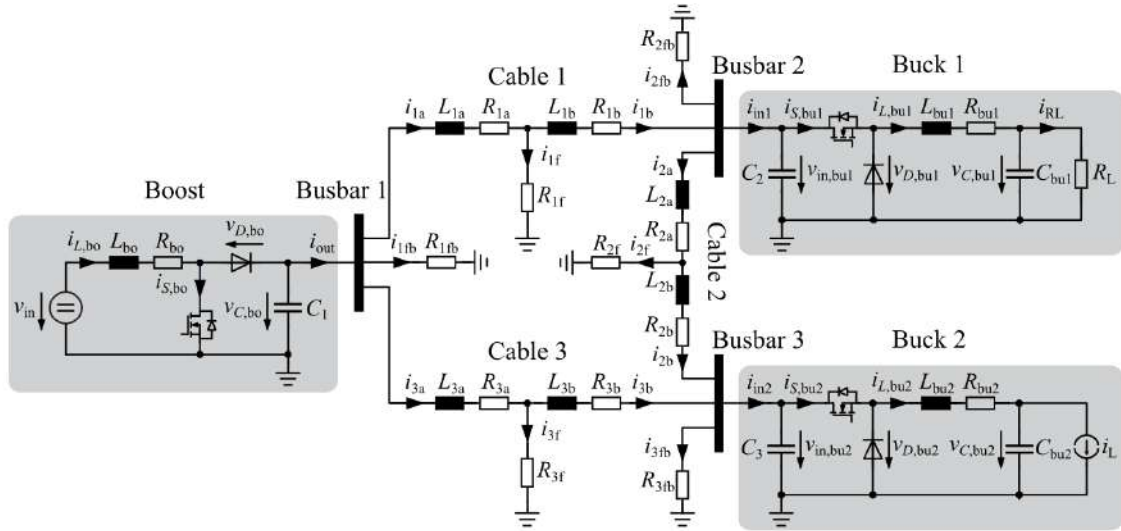 R2fb
Busbar 2
Buck 1
Cable 1
i2fb
i1a
L1a
R1a
L1b
R1b
i1b
iin1
iS,bu1
iL,bu1
Lbu1
Rbu1
iRL
i1f
R1f
i2a
L2a
R2a
C2
vin,bu1
vD,bu1
vC,bu1
Cbu1
RL
Boost
Busbar 1
vD,bo
iL,bo
Lbo
Rbo
iout
i1fb
R1fb
R2f
i2f
Cable 2
iS,bo
vin
vC,bo
C1
L2b
R2b
i2b
Cable 3
Busbar 3
Buck 2
i3a
L3a
R3a
L3b
R3b
i3b
iin2
iS,bu2
iL,bu2
Lbu2
Rbu2
i3f
R3f
i3fb
R3fb
C3
vin,bu2
vD,bu2
vC,bu2
Cbu2
iL